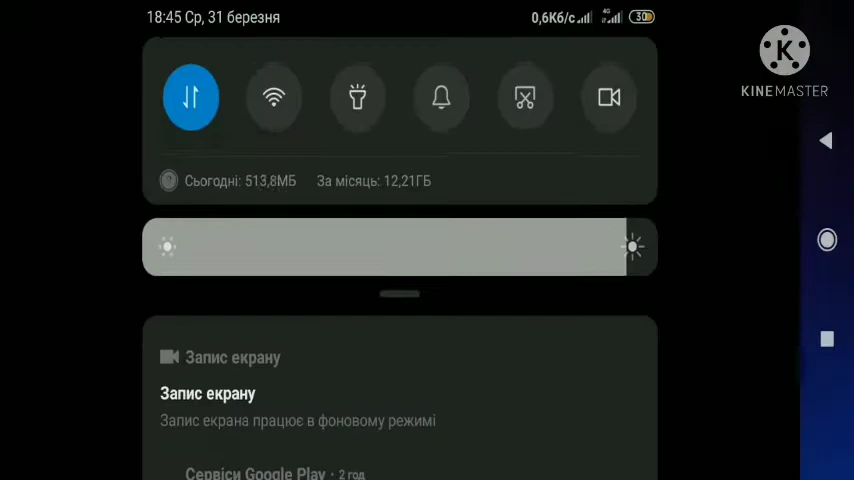 18:45 Ср, 31 березня
0,6Кб/с 4G 30
K
KINEMASTER
Сьогодні: 513,8МБ За місяць: 12,21ГБ
Запис екрану
Запис екрану
Запис екрана працює в фоновому режимі
Сервіси Google Play · 2 год